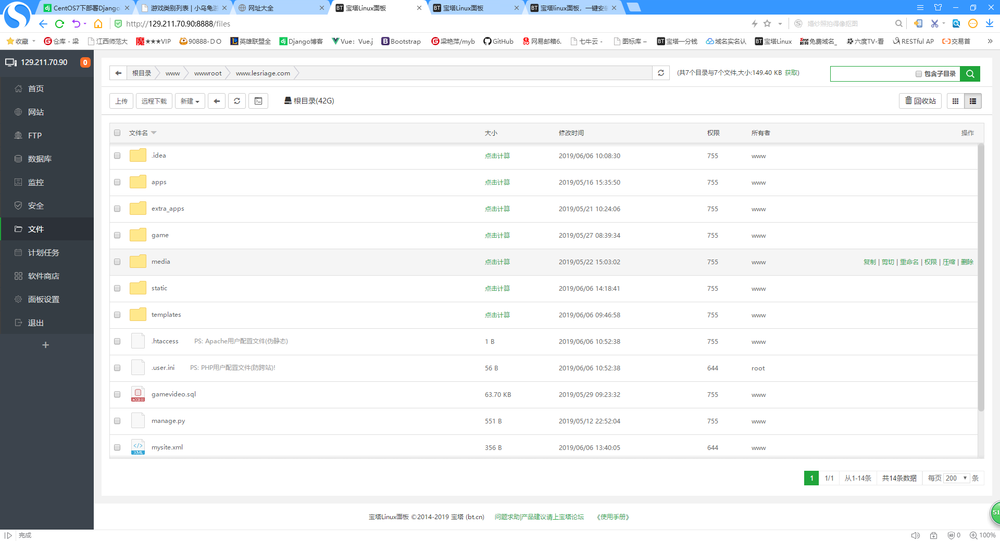 CentOS7下部署Django
游戏类别列表 | 小乌龟游
网址大全
BT 宝塔Linux面板
BT 宝塔Linux面板
BT 宝塔linux面板，一键安装
http://129.211.70.90:8888/files
婚纱照拍得像抠图
收藏
仓库 - 梁
江西师范大
★★★VIP
90888-D O
英雄联盟全
Django博客
Vue：Vue.j
Bootstrap
梁艳萍/myb
GitHub
网易邮箱6.
七牛云 -
图标库 –
宝塔一分钱
域名实名认
宝塔Linux
免费域名_
六度TV-看
RESTful AP
交易首
129.211.70.90 0
首页
网站
FTP
数据库
监控
安全
文件
计划任务
软件商店
面板设置
退出
+
根目录 www wwwroot www.lesriage.com
(共7个目录与7个文件,大小:149.40 KB 获取)
包含子目录
上传 远程下载 新建 根目录(42G) 回收站
文件名 大小 修改时间 权限 所有者 操作
.idea 点击计算 2019/06/06 10:08:30 755 www
apps 点击计算 2019/05/16 15:35:50 755 www
extra_apps 点击计算 2019/05/21 10:24:06 755 www
game 点击计算 2019/05/27 08:39:34 755 www
media 点击计算 2019/05/22 15:03:02 755 www 复制 | 剪切 | 重命名 | 权限 | 压缩 | 删除
static 点击计算 2019/06/06 14:18:41 755 www
templates 点击计算 2019/06/06 09:46:58 755 www
.htaccess PS: Apache用户配置文件(伪静态) 1 B 2019/06/06 10:52:38 755 www
.user.ini PS: PHP用户配置文件(防跨站)! 56 B 2019/06/06 10:52:38 644 root
ACCESS gamevideo.sql 63.70 KB 2019/05/29 09:23:32 755 www
manage.py 551 B 2019/05/12 22:52:04 755 www
XML mysite.xml 356 B 2019/06/06 13:40:05 644 www
1 1/1 从1-14条 共14条数据 每页 200 条
宝塔Linux面板 ©2014-2019 宝塔 (bt.cn) 问题求助|产品建议请上宝塔论坛 《使用手册》
51
完成
0
100%